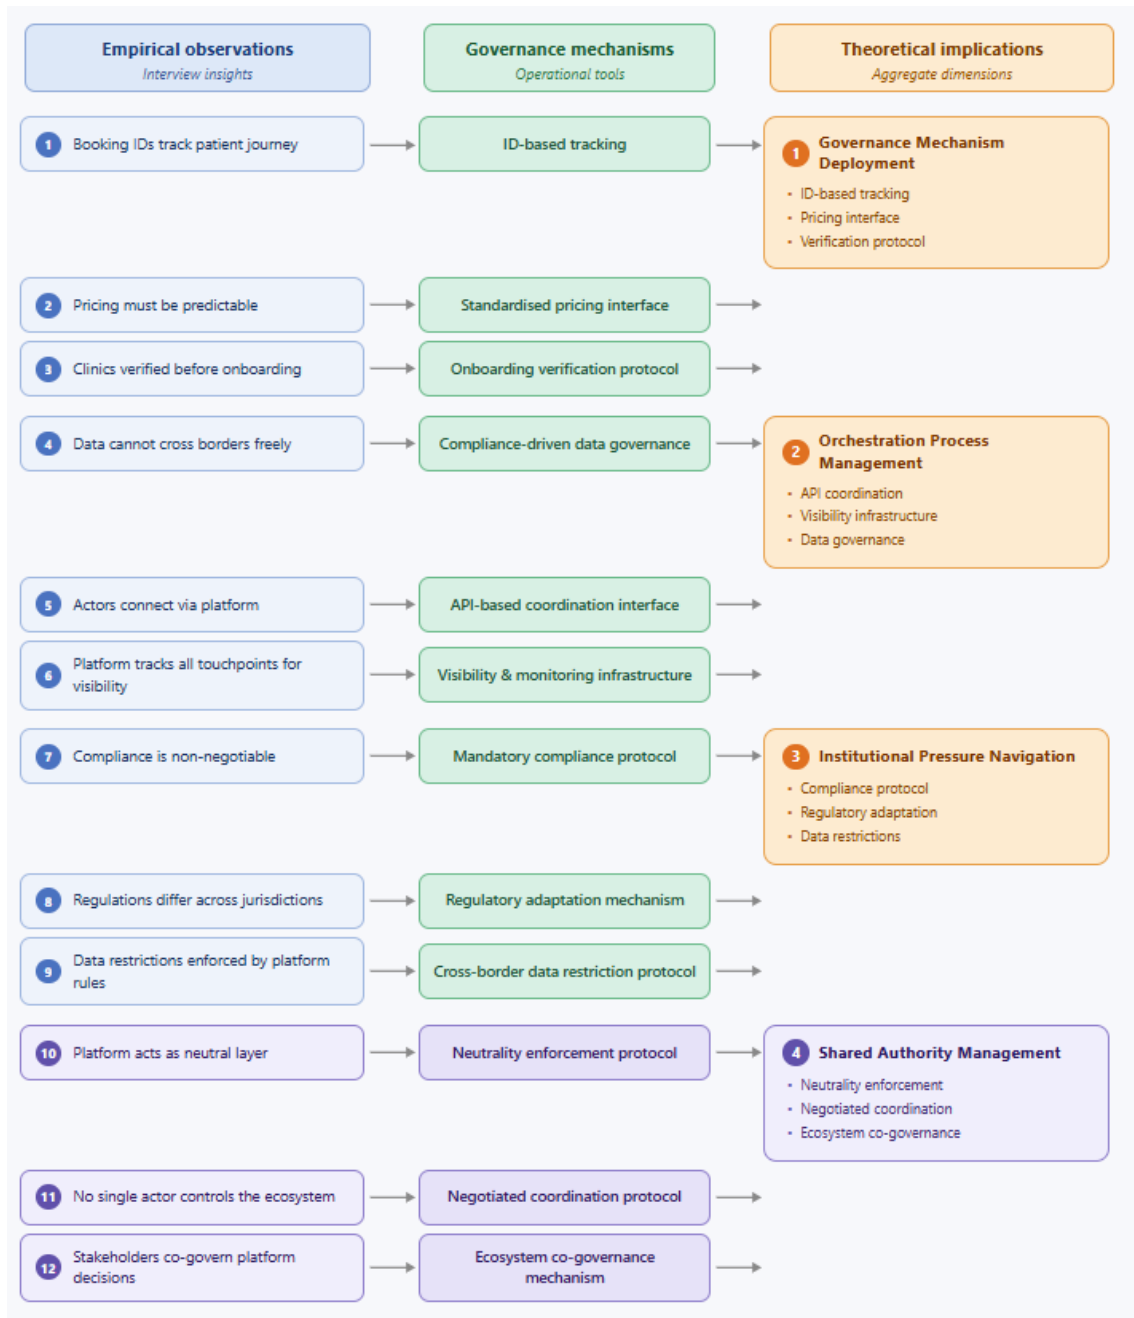 Empirical observations
Interview insights
Governance mechanisms
Operational tools
Theoretical implications
Aggregate dimensions
1 Booking IDs track patient journey
ID-based tracking
1 Governance Mechanism
Deployment
• ID-based tracking
• Pricing interface
• Verification protocol
2 Pricing must be predictable
Standardised pricing interface
3 Clinics verified before onboarding
Onboarding verification protocol
4 Data cannot cross borders freely
Compliance-driven data governance
2 Orchestration Process
Management
• API coordination
• Visibility infrastructure
• Data governance
5 Actors connect via platform
API-based coordination interface
6 Platform tracks all touchpoints for
visibility
Visibility & monitoring infrastructure
7 Compliance is non-negotiable
Mandatory compliance protocol
3 Institutional Pressure Navigation
• Compliance protocol
• Regulatory adaptation
• Data restrictions
8 Regulations differ across jurisdictions
Regulatory adaptation mechanism
9 Data restrictions enforced by platform
rules
Cross-border data restriction protocol
10 Platform acts as neutral layer
Neutrality enforcement protocol
4 Shared Authority Management
• Neutrality enforcement
• Negotiated coordination
• Ecosystem co-governance
11 No single actor controls the ecosystem
Negotiated coordination protocol
12 Stakeholders co-govern platform
decisions
Ecosystem co-governance
mechanism